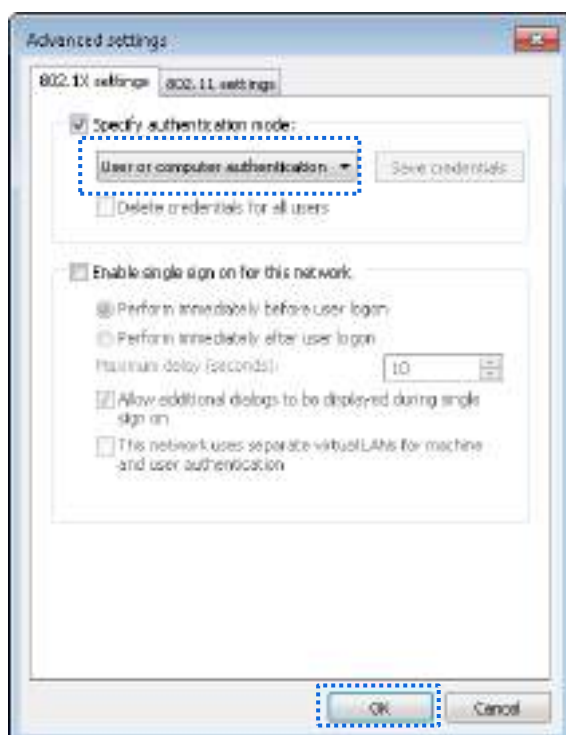 Advanced settings
802.1X settings
802.11 settings
Specify authentication mode:
User or computer authentication
Save credentials
Delete credentials for all users
Enable single sign on for this network
Perform immediately before user logon
Perform immediately after user logon
Maximum delay (seconds):
10
Allow additional dialogs to be displayed during single
sign on
This network uses separate virtual LANs for machine
and user authentication
OK
Cancel